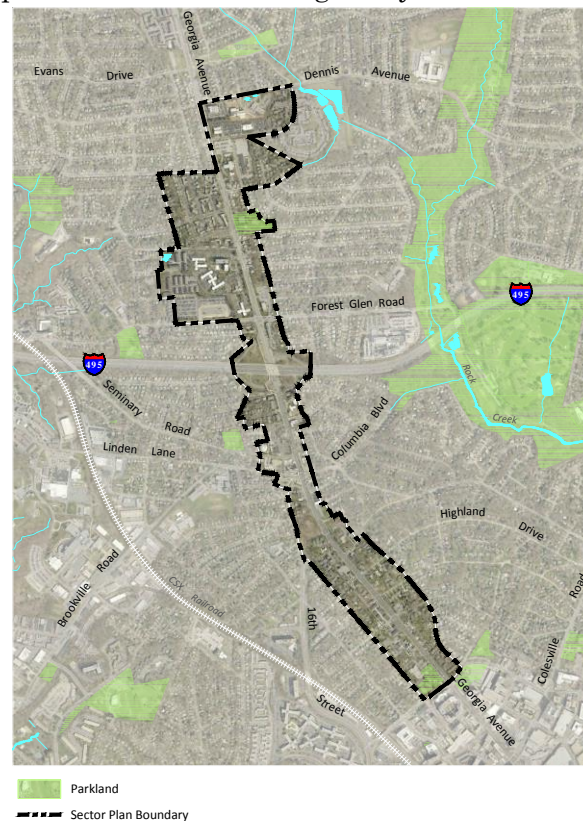 Georgia Avenue
Evans Drive
Dennis Avenue
Forest Glen Road
495
495
Rock Creek
Seminary Road
Columbia Blvd
Linden Lane
Highland Drive
Brookville Road
CSX Railroad
16th Street
Colesville Road
Georgia Avenue
Parkland
Sector Plan Boundary